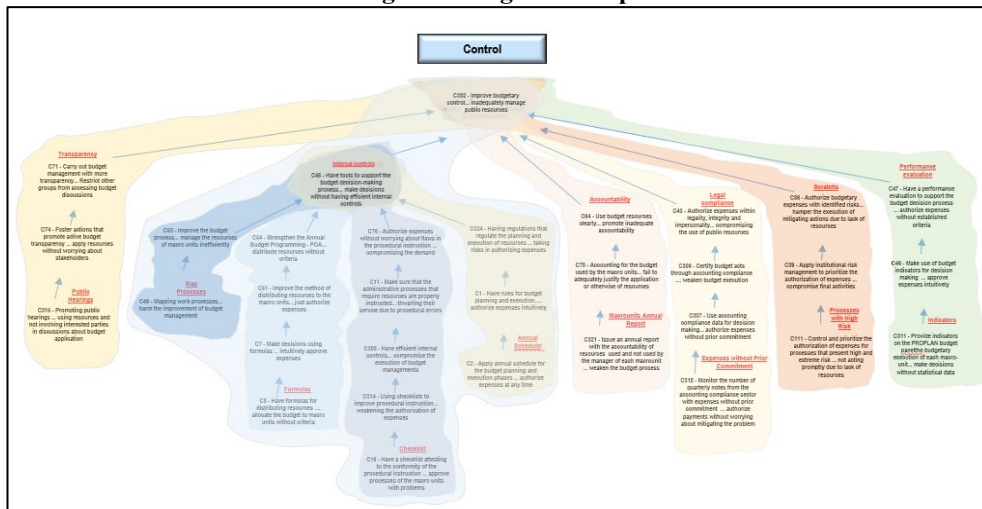 Control
C302 - Improve budgetary
control... inadequately manage
public resources
Transparency
C71 - Carry out budget
management with more
transparency... Restrict other
groups from assessing budget
discussions
C74 - Foster actions that
promote active budget
transparency ... apply resources
without worrying about
stakeholders
Public
Hearings
C310 - Promoting public
hearings ... using resources and
not involving interested parties
in discussions about budget
application
Internal controls
C48 - Have tools to support the
budget decision-making
process... make decisions
without having efficient internal
controls
C50 - Improve the budget
process... manage the resources
of macro units inefficiently
Map
Processes
C49 - Mapping work processes...
harm the improvement of budget
management
C64 - Strengthen the Annual
Budget Programming - POA...
distribute resources without
criteria
C51 - Improve the method of
distributing resources to the
macro units... just authorize
expenses
C7 - Make decisions using
formulas ... intuitively approve
expenses
Formulas
C8 - Have formulas for
distributing resources ...
allocate the budget to macro
units without criteria
C76 - Authorize expenses
without worrying about flaws in
the procedural instruction ...
compromising the demand
C11 - Make sure that the
administrative processes that
require resources are properly
instructed... thwarting their
service due to procedural errors
C300 - Have efficient internal
controls... compromise the
execution of budget
managementa
C314 - Using checklists to
improve procedural instruction...
weakening the authorization of
expenses
Checklist
C16 - Have a checklist attesting
to the conformity of the
procedural instruction ... approve
processes of the macro units
with problems
C324 - Having regulations that
regulate the planning and
execution of resources ... taking
risks in authorising expenses
C1 - Have rules for budget
planning and execution...
authorize expenses intuitively
Annual
Scheduled
C2 - Apply annual schedule for
the budget planning and
execution phases ... authorize
expenses at any time
Accountability
C84 - Use budget resources
clearly... promote inadequate
accountability
C70 - Accounting for the budget
used by the macro units... fail to
adequately justify the application
or otherwise of resources
Macrounits Annual
Report
C321 - Issue an annual report
with the accountability of
resources used and not used
by the manager of each macrounit
... weaken the budget process
Legal
compliance
C43 - Authorize expenses within
legality, integrity and
impersonality... compromising
the use of public resources
C306 - Certify budget acts
through accounting compliance
... weaken budget execution
C307 - Use accounting
compliance data for decision
making... authorize expenses
without prior commitment
Expenses without Prior
Commitment
C318 - Monitor the number of
quarterly notes from the
accounting compliance sector
with expenses without prior
commitment ... authorize
payments without worrying
about mitigating the problem
C38 - Authorize budgetary
expenses with identified risks...
hamper the execution of
mitigating actions due to lack of
resources
C39 - Apply institutional risk
management to prioritize the
authorization of expenses ...
compromise final activities
Processes
with High
Risk
C111 - Control and prioritize the
authorization of expenses for
processes that present high and
extreme risk ... not acting
promptly due to lack of
resources
Performanse
evaluation
C47 - Have a performance
evaluation to support the
budget decision process
... authorize expenses
without established
criteria
C46 - Make use of budget
indicators for decision
making ... approve
expenses intuitively
Indicators
C311 - Provide indicators
on the PROPLAN budget
panelthe budgetary
execution of each macro-
unit... make decisions
without statistical data